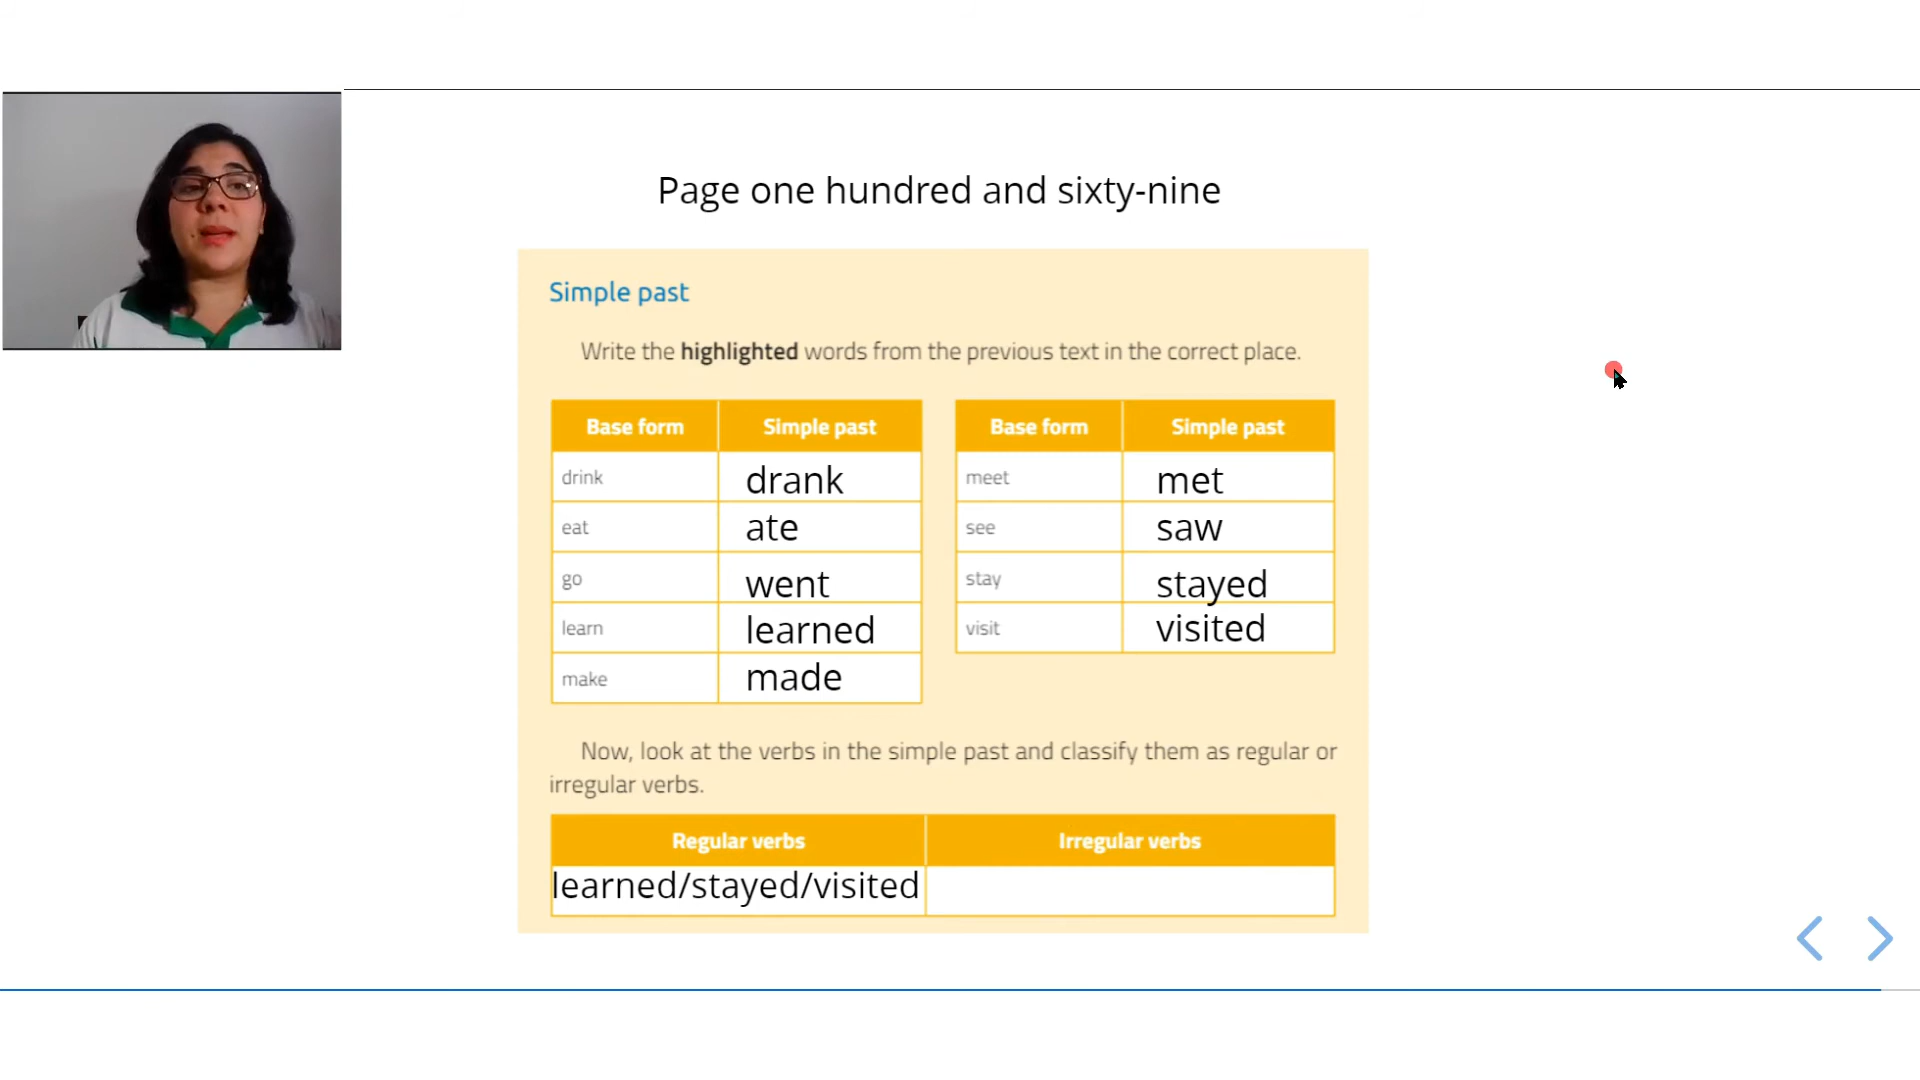 Page one hundred and sixty-nine
Simple past
Write the highlighted words from the previous text in the correct place.
Base form Simple past
drink drank
eat ate
go went
learn learned
make made
Base form Simple past
meet met
see saw
stay stayed
visit visited
Now, look at the verbs in the simple past and classify them as regular or
irregular verbs.
Regular verbs Irregular verbs
learned/stayed/visited